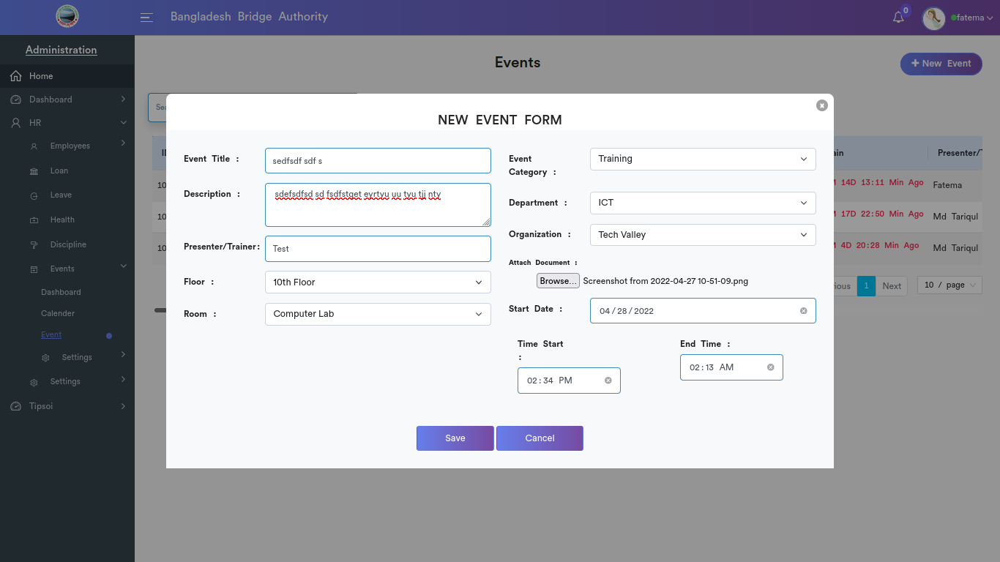 Bangladesh Bridge Authority
0
fatema
Administration
Home
Dashboard
HR
Employees
Loan
Leave
Health
Discipline
Events
Dashboard
Calender
Event
Settings
Settings
Tipsoi
Events
+ New Event
NEW EVENT FORM
Event Title : sedfsdf sdf s
Description : sdefsdfsd sd fsdfstget eyrtyu uu tyu tjj nty
Presenter/Trainer: Test
Floor : 10th Floor
Room : Computer Lab
Event Category : Training
Department : ICT
Organization : Tech Valley
Attach Document :
Browse... Screenshot from 2022-04-27 10-51-09.png
Start Date : 04/28/2022
Time Start :
02:34 PM
End Time :
02:13 AM
Save Cancel
Presenter/T
14D 13:11 Min Ago Fatema
17D 22:50 Min Ago Md Tariqul
4D 20:28 Min Ago Md Tariqul
1 Next 10 / page